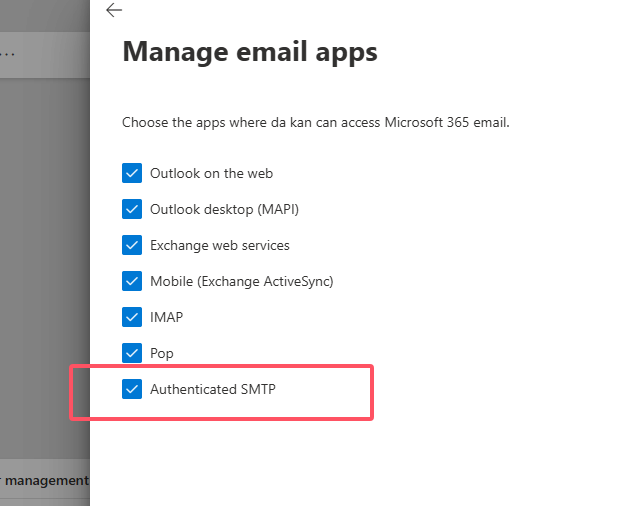 Manage email apps
Choose the apps where da kan can access Microsoft 365 email.
Outlook on the web
Outlook desktop (MAPI)
Exchange web services
Mobile (Exchange ActiveSync)
IMAP
Pop
Authenticated SMTP
management